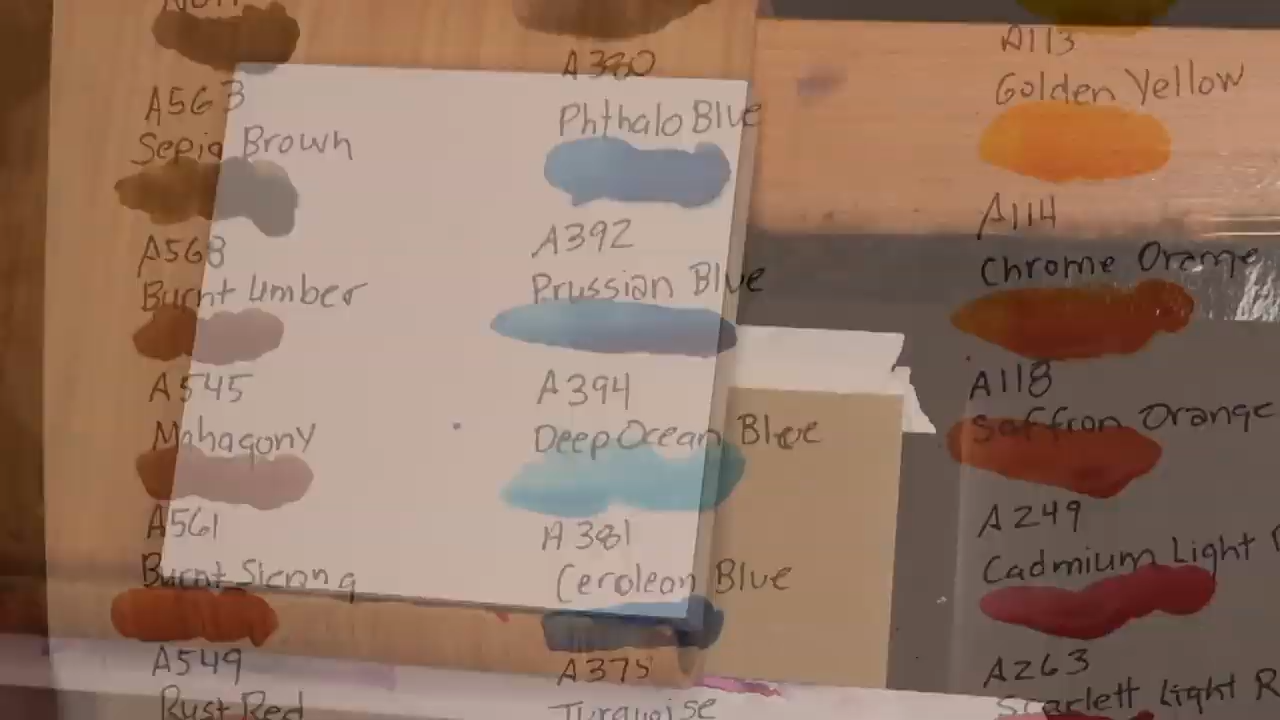 A563
Sepia Brown
A568
Burnt Umber
A545
Mahagony
A561
Burnt Sienna
A549
Rust Red
A380
Phthalo Blue
A392
Prussian Blue
A394
Deep Ocean Blue
A381
Cerolean Blue
A375
Turquoise
A113
Golden Yellow
A114
Chrome Orange
A118
Saffron Orange
A249
Cadmium Light
A263
Scarlett Light R